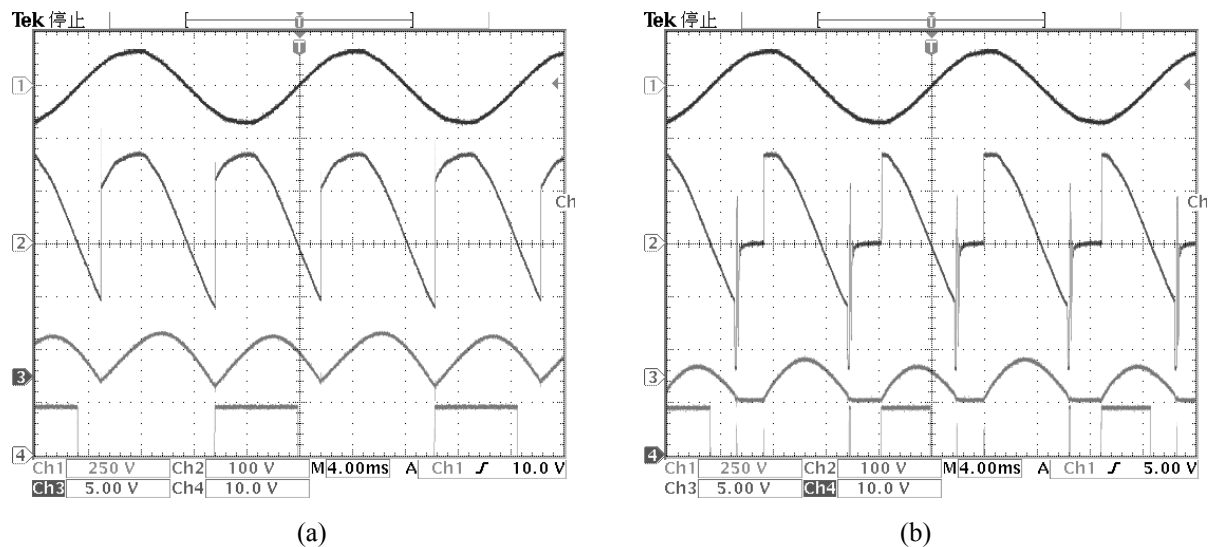 Tek 停止
T
T
1
2
3
4
Ch
Ch1 250 V Ch2 100 V M 4.00ms A Ch1 10.0 V
Ch3 5.00 V Ch4 10.0 V
(a)
Tek 停止
T
T
1
2
3
4
Ch
Ch1 250 V Ch2 100 V M 4.00ms A Ch1 5.00 V
Ch3 5.00 V Ch4 10.0 V
(b)